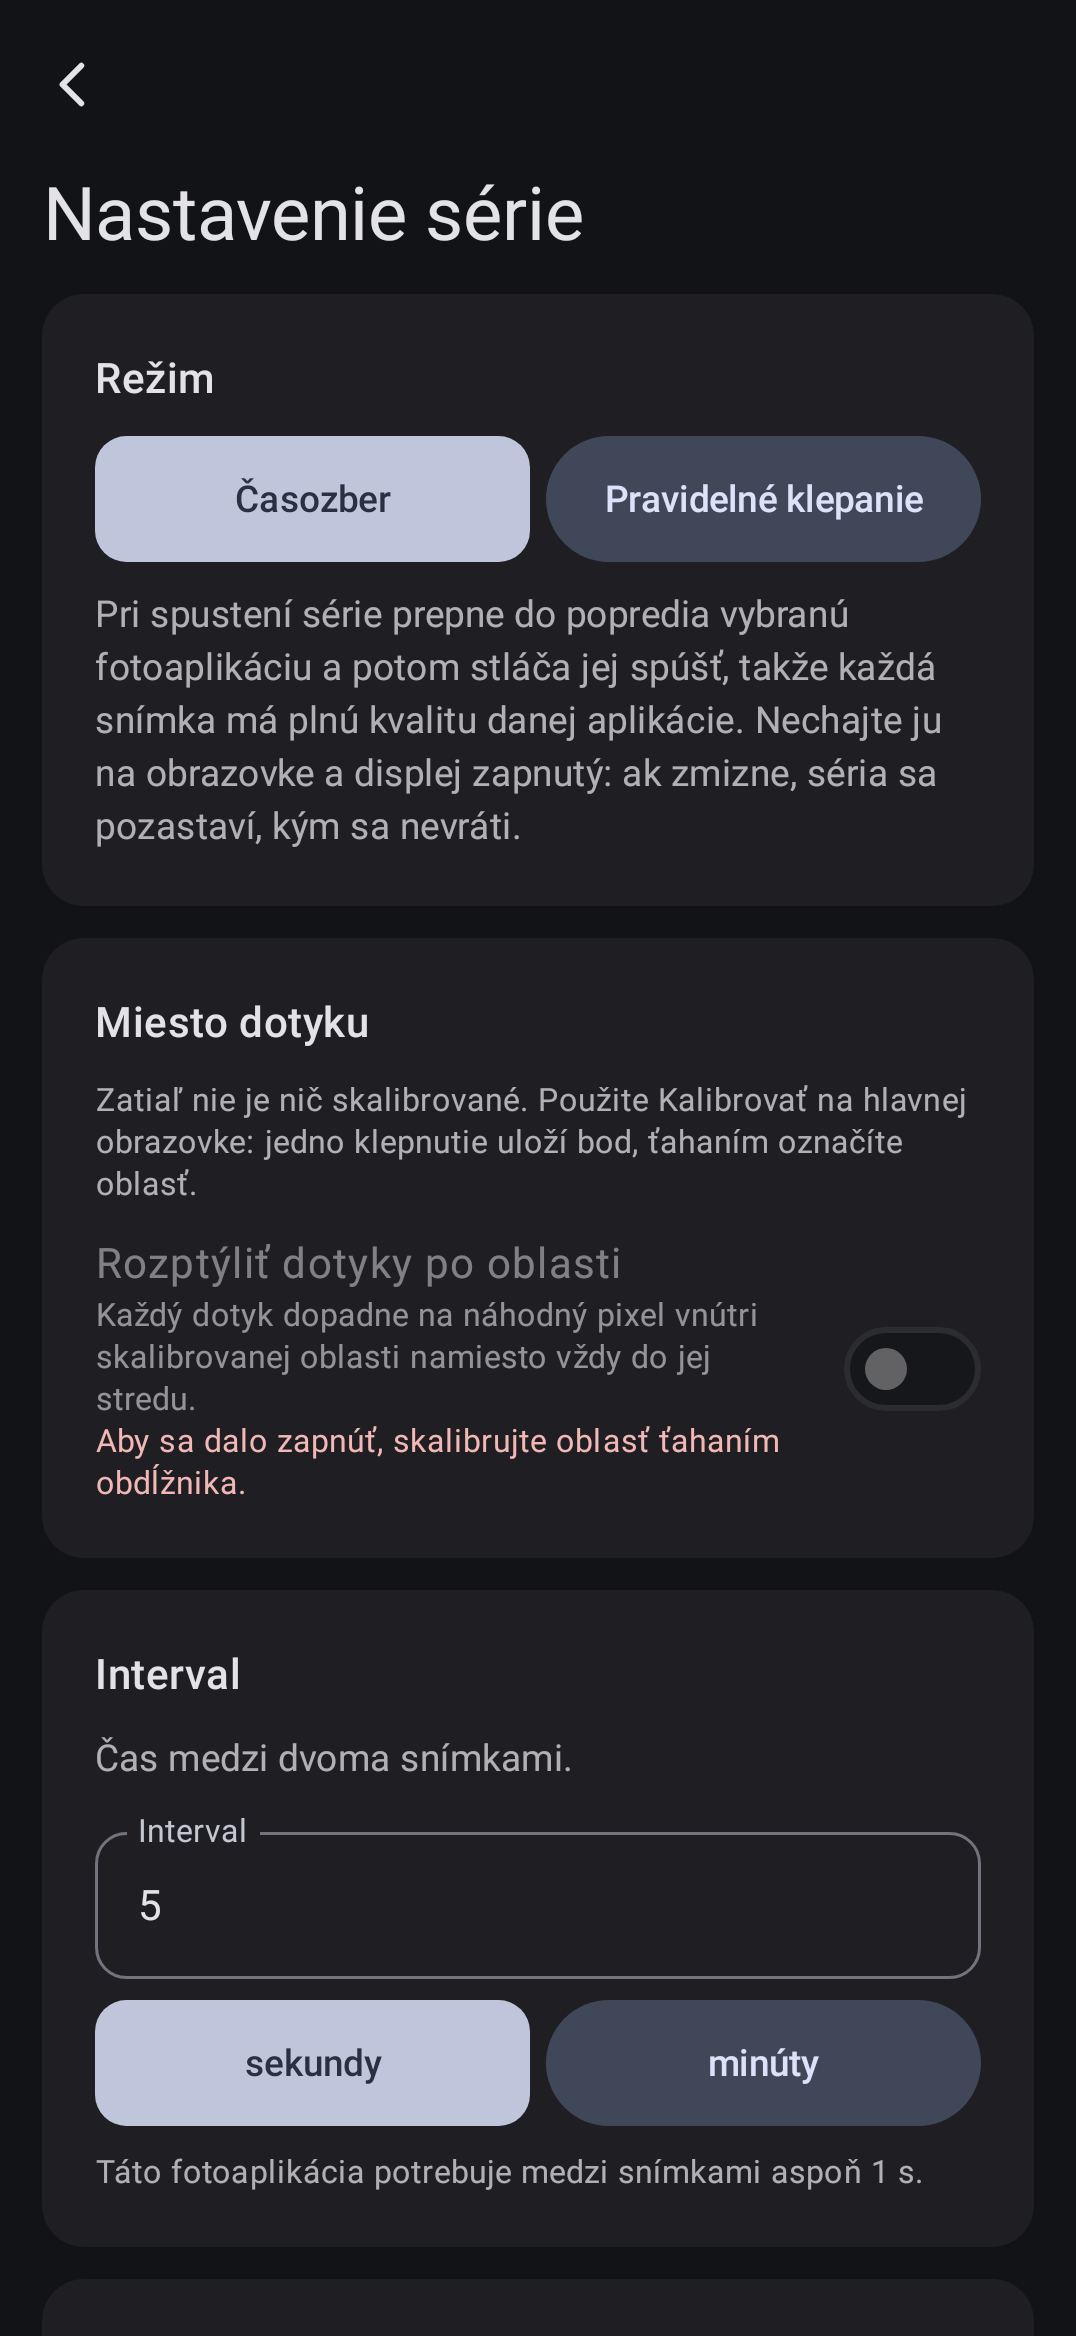 Nastavenie série
Režim
Časozber
Pravidelné klepanie
Pri spustení série prepne do popredia vybranú
fotoaplikáciu a potom stláča jej spúšť, takže každá
snímka má plnú kvalitu danej aplikácie. Nechajte ju
na obrazovke a displej zapnutý: ak zmizne, séria sa
pozastaví, kým sa nevráti.
Miesto dotyku
Zatiaľ nie je nič skalibrované. Použite Kalibrovať na hlavnej
obrazovke: jedno klepnutie uloží bod, ťahaním označíte
oblasť.
Rozptýliť dotyky po oblasti
Každý dotyk dopadne na náhodný pixel vnútri
skalibrovanej oblasti namiesto vždy do jej
stredu.
Aby sa dalo zapnúť, skalibrujte oblasť ťahaním
obdĺžnika.
Interval
Čas medzi dvoma snímkami.
Interval
5
sekundy
minúty
Táto fotoaplikácia potrebuje medzi snímkami aspoň 1 s.